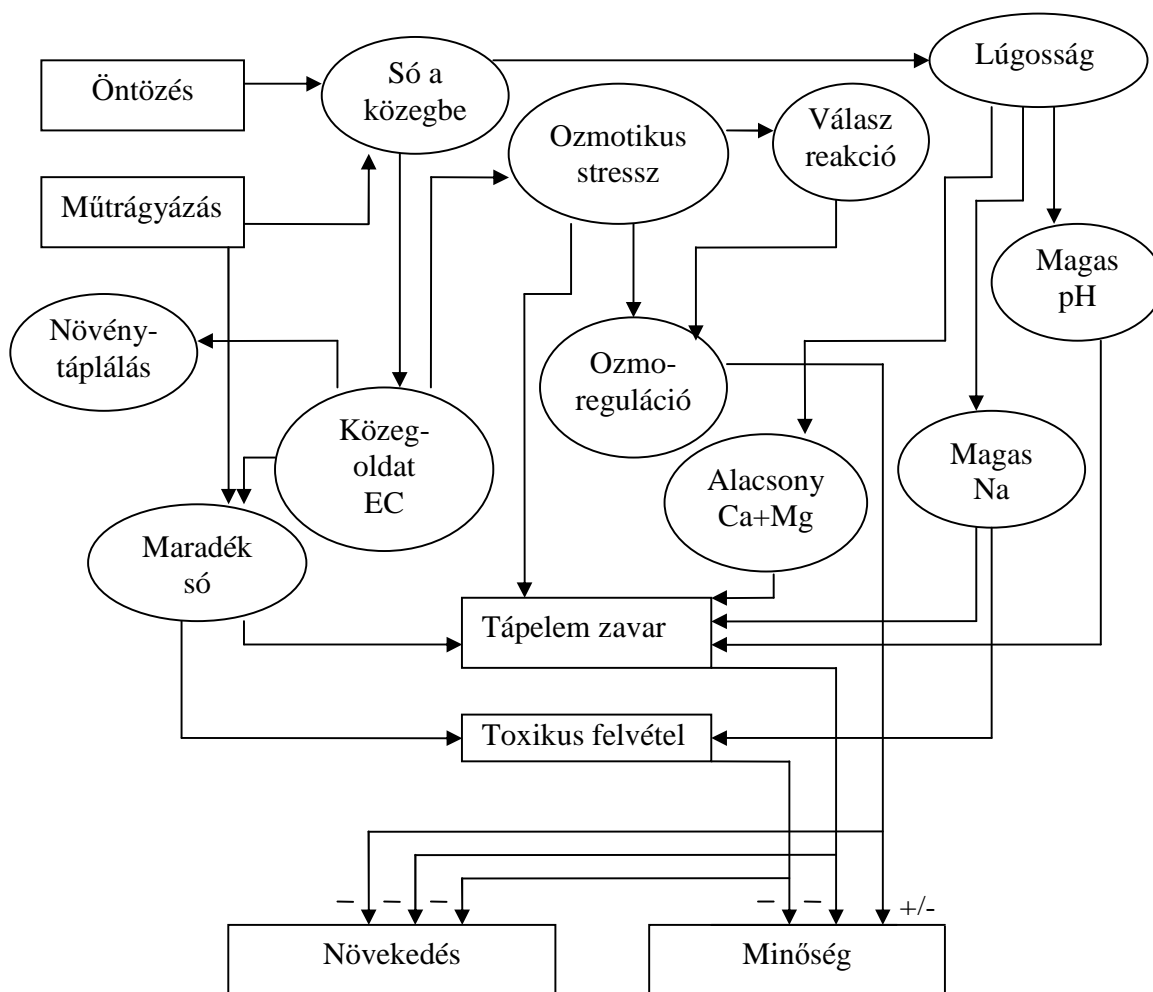 Öntözés
Só a
közegbe
Lúgosság
Ozmotikus
stressz
Válasz
reakció
Műtrágyázás
Magas
pH
Növény-
táplálás
Ozmo-
reguláció
Közeg-
oldat
EC
Alacsony
Ca+Mg
Magas
Na
Maradék
só
Tápelem zavar
Toxikus felvétel
– – –
– –
+/-
Növekedés
Minőség